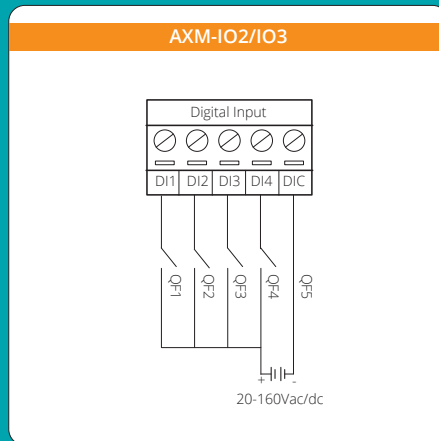 AXM-IO2/IO3
Digital Input
DI1 DI2 DI3 DI4 DIC
QF1 QF2 QF3 QF4 QF5
+ -
20-160Vac/dc